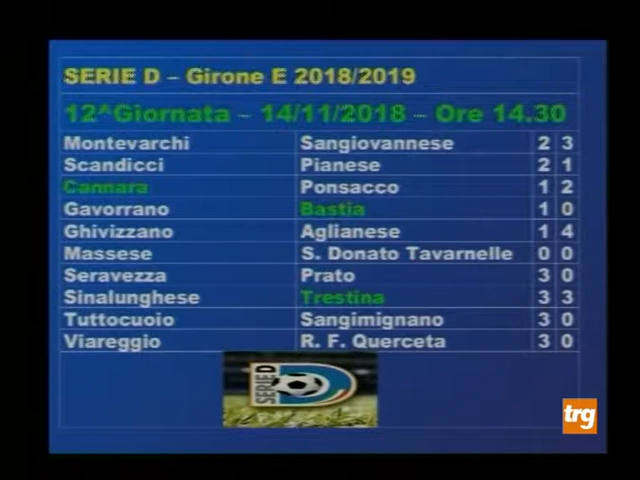 SERIE D – Girone E 2018/2019
12^Giornata – 14/11/2018 – Ore 14.30
Montevarchi Sangiovannese 2 3
Scandicci Pianese 2 1
Cannara Ponsacco 1 2
Gavorrano Bastia 1 0
Ghivizzano Aglianese 1 4
Massese S. Donato Tavarnelle 0 0
Seravezza Prato 3 0
Sinalunghese Trestina 3 3
Tuttocuoio Sangimignano 3 0
Viareggio R. F. Querceta 3 0
SERIE D
trg